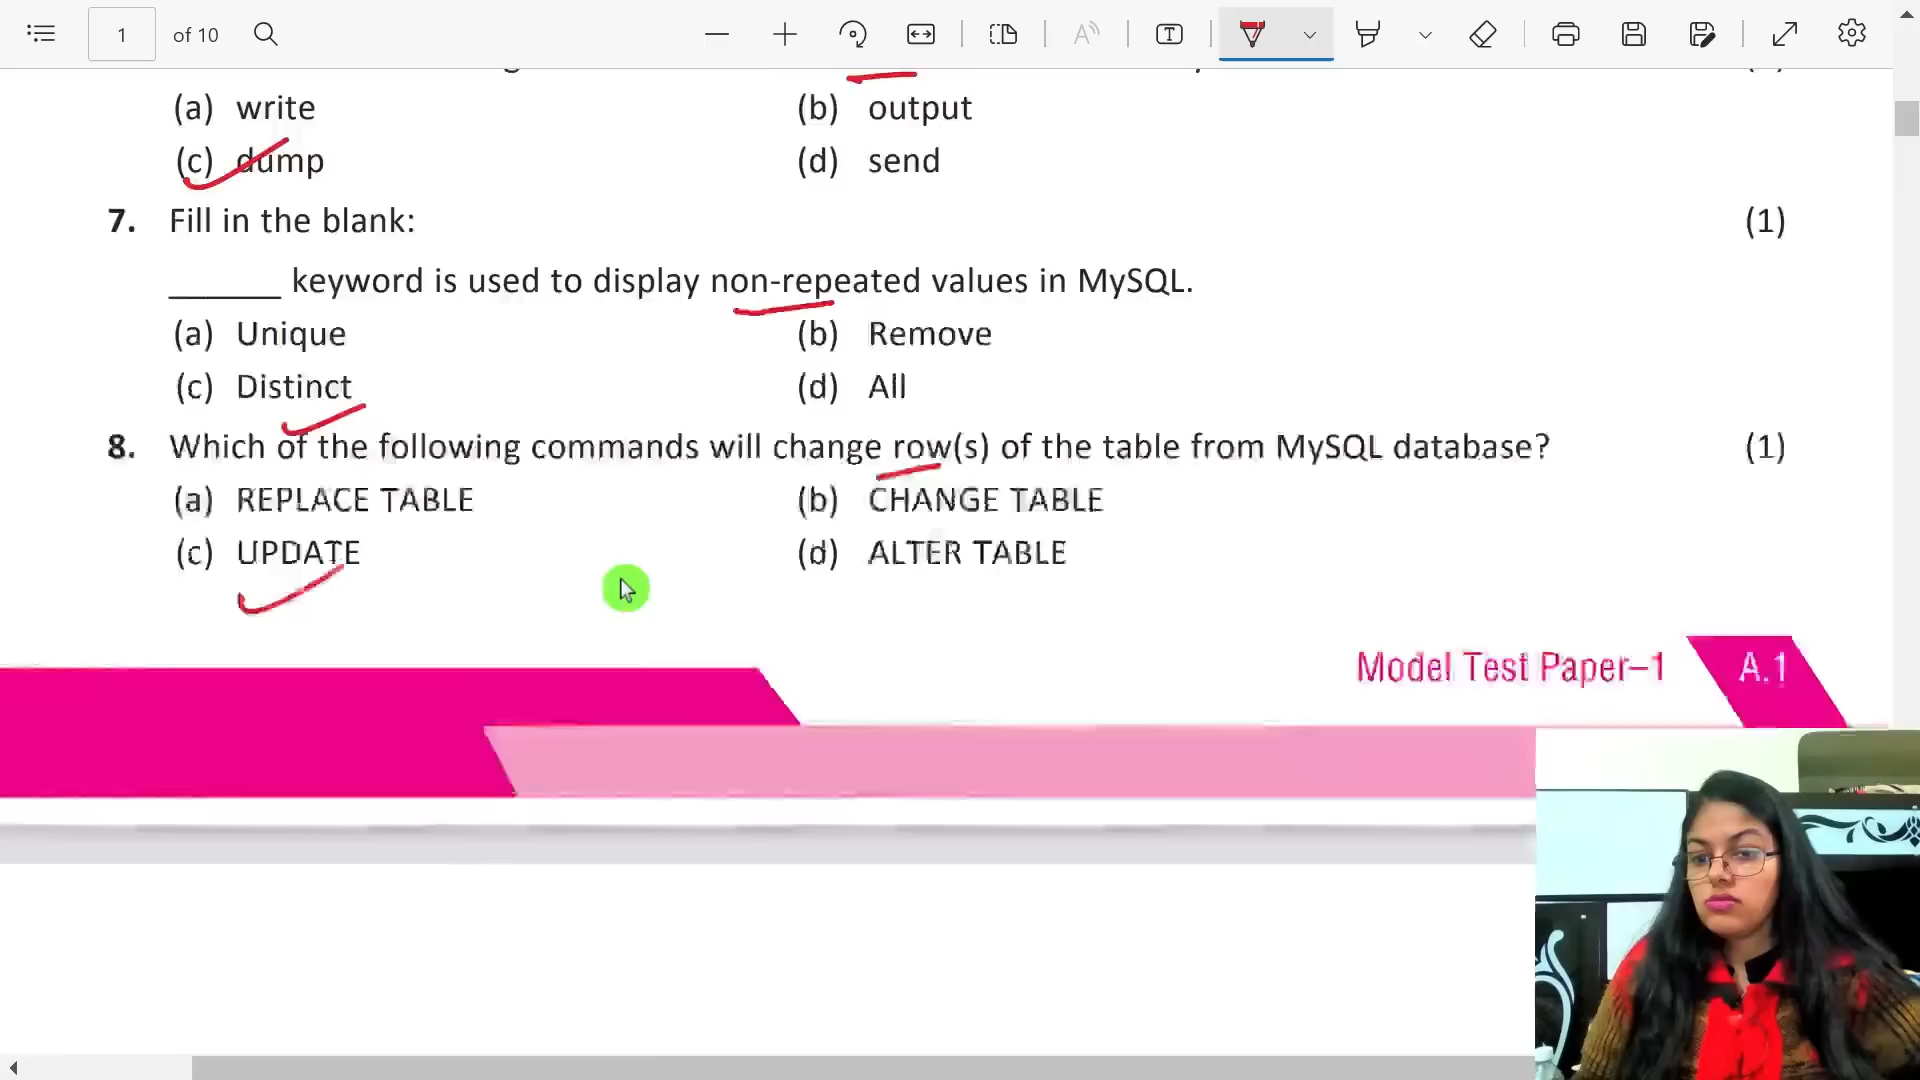 1 of 10
(a) write (b) output
(c) dump (d) send
7. Fill in the blank: (1)
______ keyword is used to display non-repeated values in MySQL.
(a) Unique (b) Remove
(c) Distinct (d) All
8. Which of the following commands will change row(s) of the table from MySQL database? (1)
(a) REPLACE TABLE (b) CHANGE TABLE
(c) UPDATE (d) ALTER TABLE
Model Test Paper–1 A.1